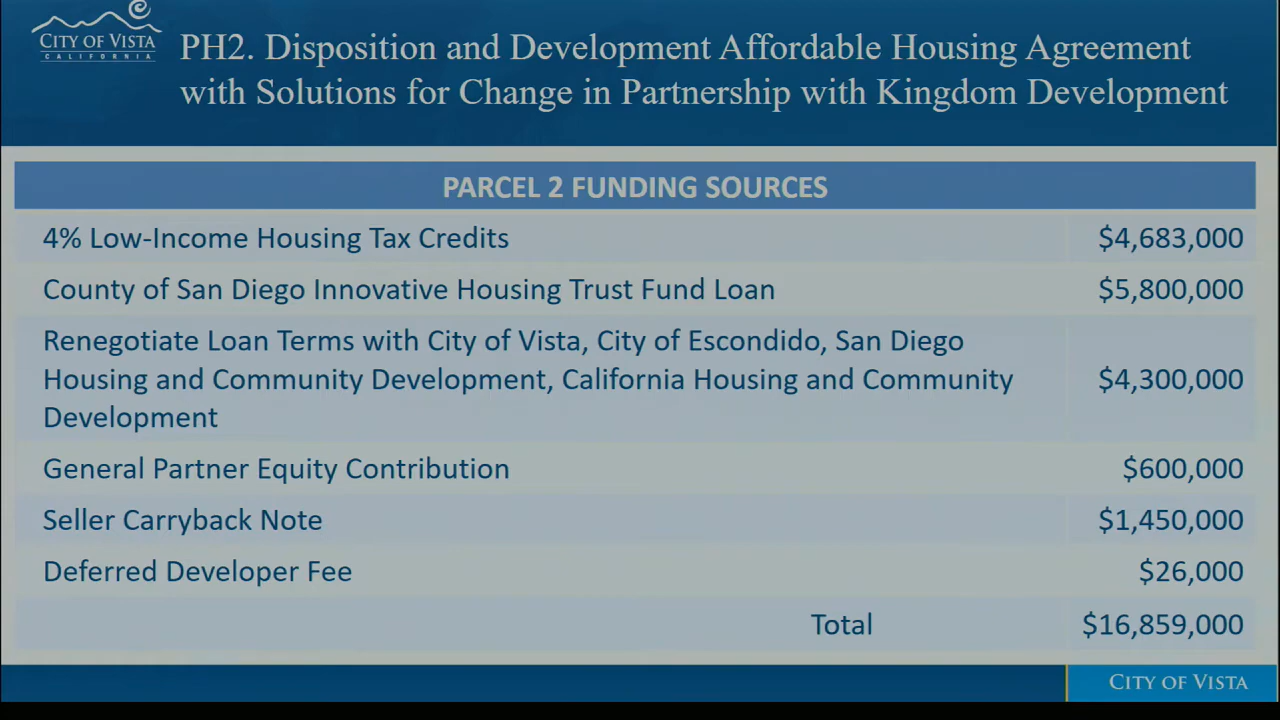 CITY OF VISTA
CALIFORNIA
PH2. Disposition and Development Affordable Housing Agreement
with Solutions for Change in Partnership with Kingdom Development
PARCEL 2 FUNDING SOURCES
4% Low-Income Housing Tax Credits $4,683,000
County of San Diego Innovative Housing Trust Fund Loan $5,800,000
Renegotiate Loan Terms with City of Vista, City of Escondido, San Diego
Housing and Community Development, California Housing and Community $4,300,000
Development
General Partner Equity Contribution $600,000
Seller Carryback Note $1,450,000
Deferred Developer Fee $26,000
Total $16,859,000
CITY OF VISTA